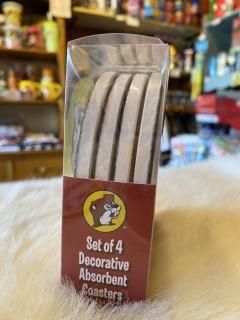 Set of 4
Decorative
Absorbent
Coasters